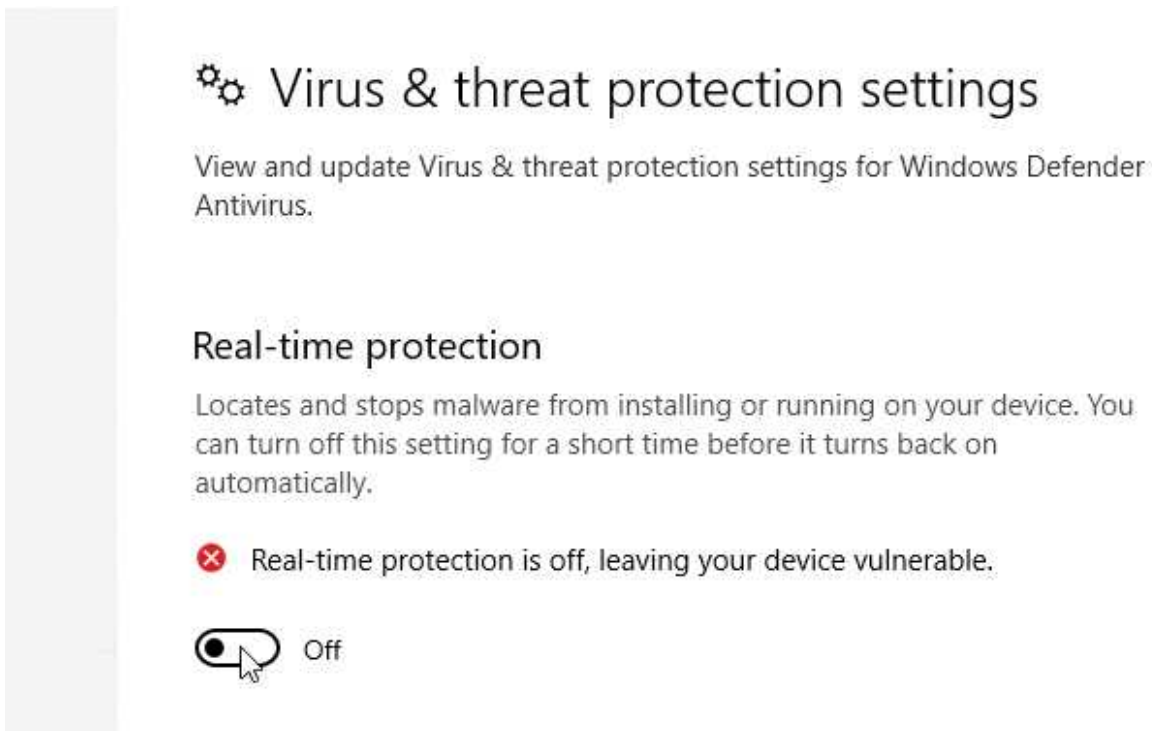 Virus & threat protection settings
View and update Virus & threat protection settings for Windows Defender
Antivirus.
Real-time protection
Locates and stops malware from installing or running on your device. You
can turn off this setting for a short time before it turns back on
automatically.
Real-time protection is off, leaving your device vulnerable.
Off